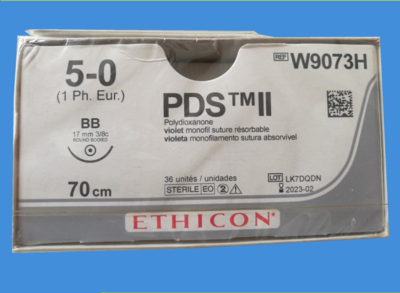 REF W9073H
5-0
(1 Ph. Eur.)
PDS™II
Polydioxanone
violet monofil suture résorbable
violeta monofilamento sutura absorvível
BB
17 mm 3/8c
ROUND BODIED
70 cm
36 unités / unidades
STERILE EO 2
LOT LK7DQDN
2023-02
ETHICON